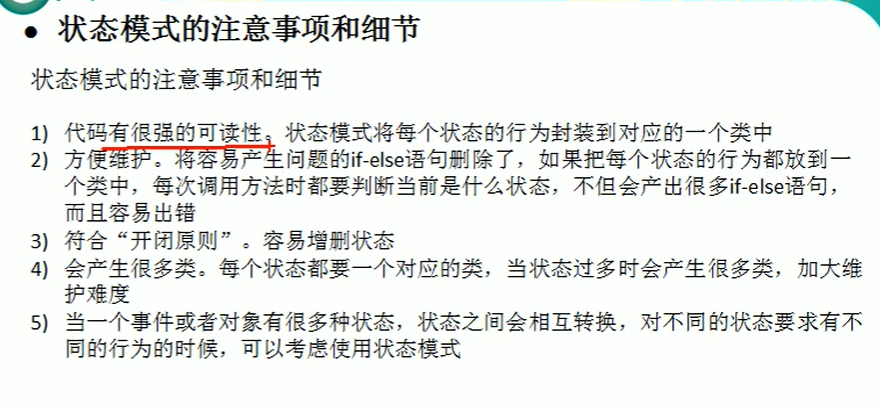 ● 状态模式的注意事项和细节
状态模式的注意事项和细节
1) 代码有很强的可读性。状态模式将每个状态的行为封装到对应的一个类中
2) 方便维护。将容易产生问题的if-else语句删除了，如果把每个状态的行为都放到一
个类中，每次调用方法时都要判断当前是什么状态，不但会产出很多if-else语句，
而且容易出错
3) 符合“开闭原则”。容易增删状态
4) 会产生很多类。每个状态都要一个对应的类，当状态过多时会产生很多类，加大维
护难度
5) 当一个事件或者对象有很多种状态，状态之间会相互转换，对不同的状态要求有不
同的行为的时候，可以考虑使用状态模式